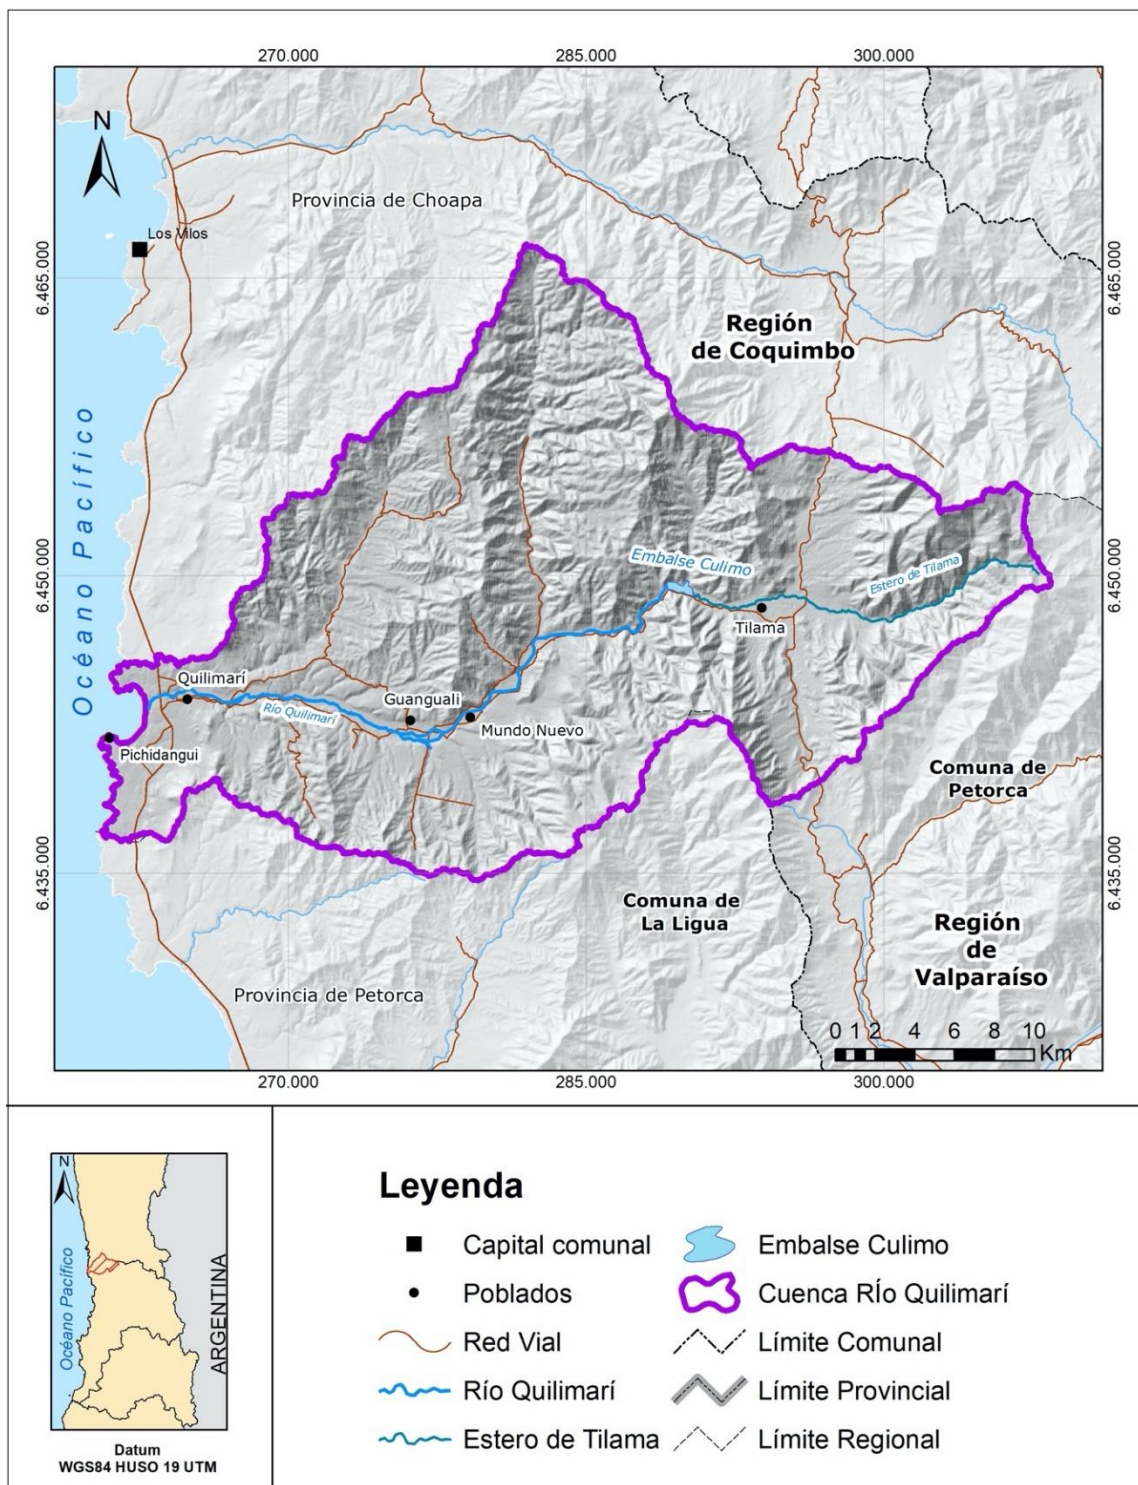 270.000 285.000 300.000
N
Provincia de Choapa
Los Vilos
6.465.000
6.465.000
Región
de Coquimbo
Océano Pacífico
6.450.000
6.450.000
Embalse Culimo
Estero de Tilama
Tilama
Quilimarí
Guanguali
Río Quilimarí
Mundo Nuevo
Pichidangui
Comuna de
Petorca
6.435.000
6.435.000
Comuna de
La Ligua
Región
de
Valparaíso
Provincia de Petorca
0 1 2 4 6 8 10
Km
270.000 285.000 300.000
N
Océano Pacífico
ARGENTINA
Datum
WGS84 HUSO 19 UTM
Leyenda
Capital comunal
Poblados
Red Vial
Río Quilimarí
Estero de Tilama
Embalse Culimo
Cuenca RÍo Quilimarí
Límite Comunal
Límite Provincial
Límite Regional